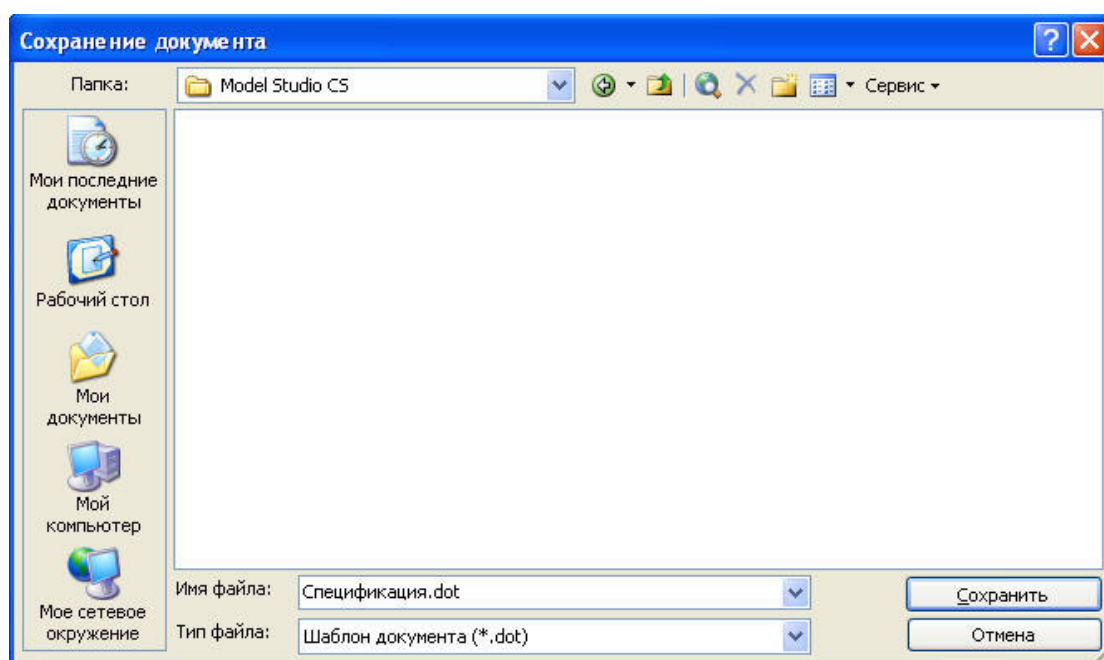 Сохранение документа
Папка:
Model Studio CS
Сервис
Мои последние
документы
Рабочий стол
Мои
документы
Мой
компьютер
Мое сетевое
окружение
Имя файла:
Спецификация.dot
Сохранить
Тип файла:
Шаблон документа (*.dot)
Отмена